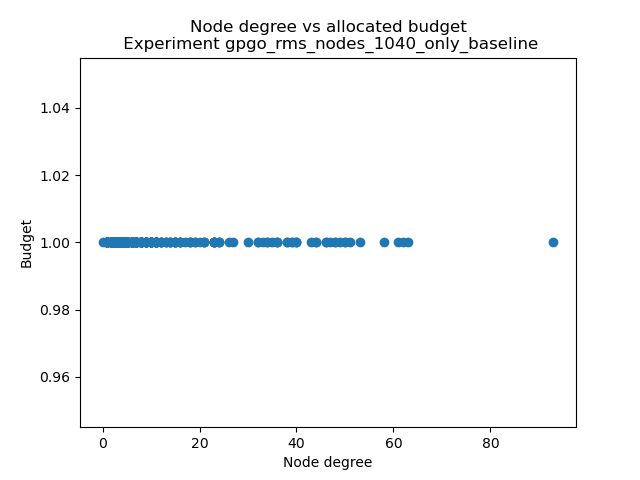 Node degree vs allocated budget
Experiment gpgo_rms_nodes_1040_only_baseline
Budget
1.04
1.02
1.00
0.98
0.96
0
20
40
60
80
Node degree